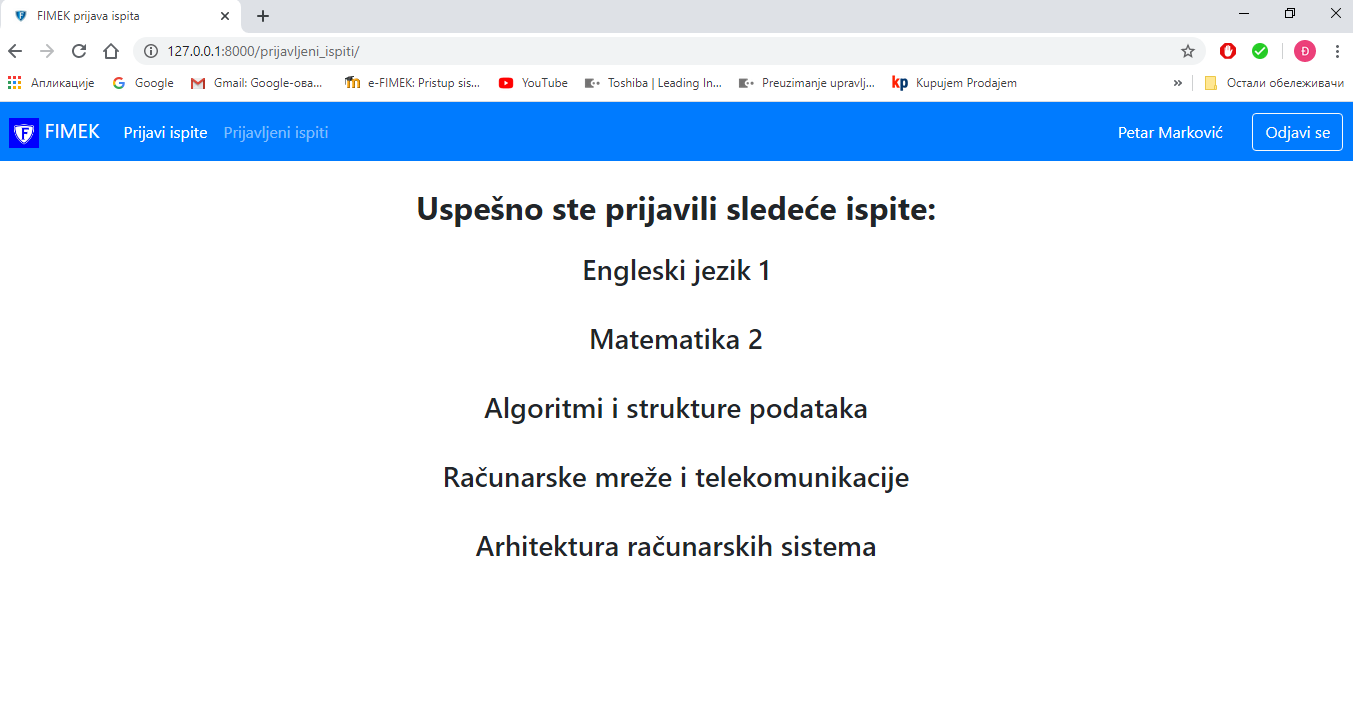 FIMEK prijava ispita
127.0.0.1:8000/prijavljeni_ispiti/
Đ
Апликације Google Gmail: Google-ова... e-FIMEK: Pristup sis... YouTube Toshiba | Leading In... Preuzimanje upravlj... kp Kupujem Prodajem » Остали обележивачи
F FIMEK Prijavi ispite Prijavljeni ispiti Petar Marković Odjavi se
Uspešno ste prijavili sledeće ispite:
Engleski jezik 1
Matematika 2
Algoritmi i strukture podataka
Računarske mreže i telekomunikacije
Arhitektura računarskih sistema